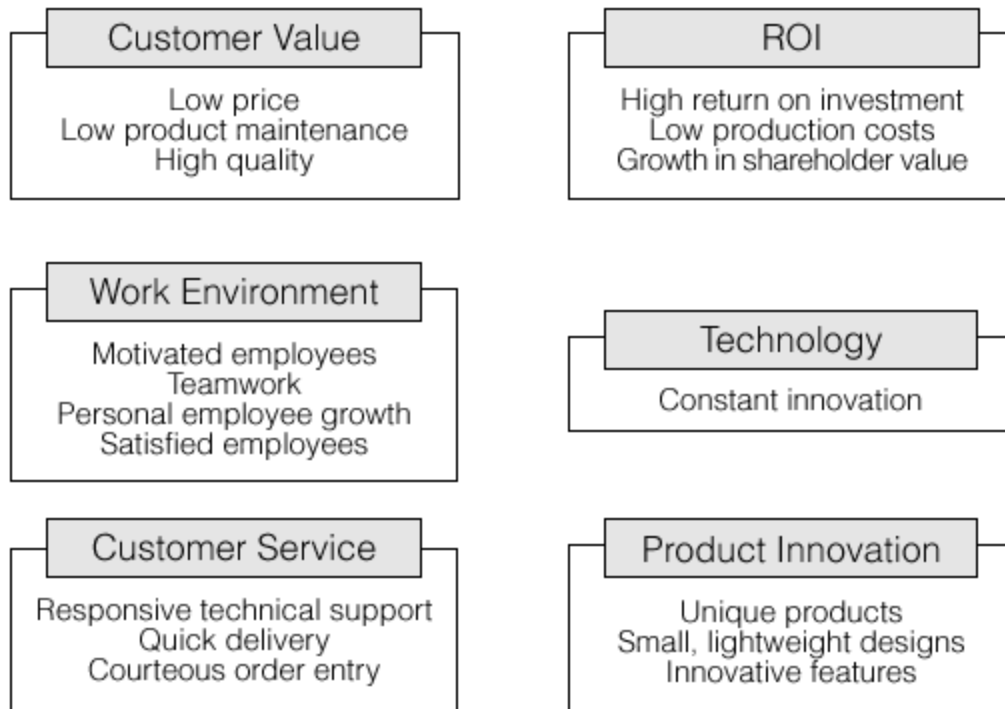 Customer Value
Low price
Low product maintenance
High quality
ROI
High return on investment
Low production costs
Growth in shareholder value
Work Environment
Motivated employees
Teamwork
Personal employee growth
Satisfied employees
Technology
Constant innovation
Customer Service
Responsive technical support
Quick delivery
Courteous order entry
Product Innovation
Unique products
Small, lightweight designs
Innovative features